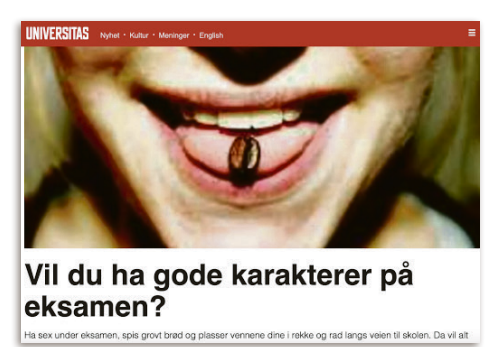 UNIVERSITAS Nyhet • Kultur • Meninger • English
Vil du ha gode karakterer på
eksamen?
Ha sex under eksamen, spis grovt brød og plasser vennene dine i rekke og rad langs veien til skolen. Da vil alt